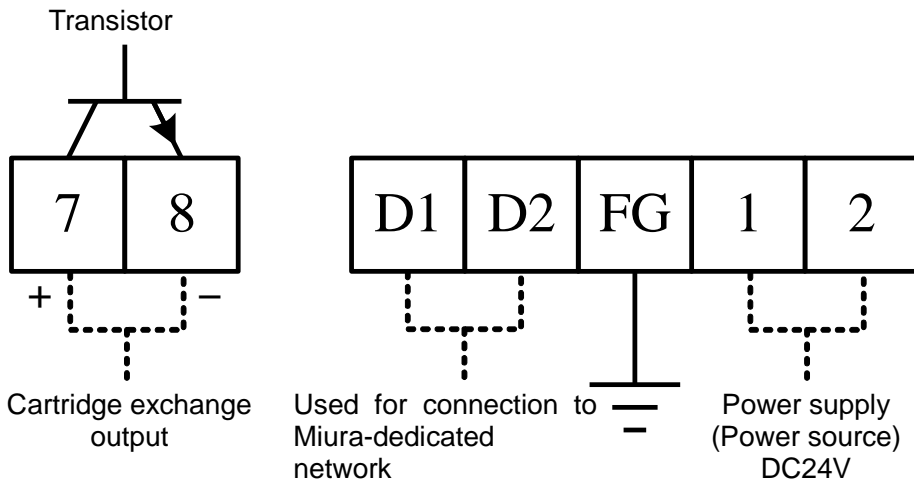 Transistor
7 8 D1 D2 FG 1 2
+ −
Cartridge exchange
output
Used for connection to
Miura-dedicated
network
Power supply
(Power source)
DC24V